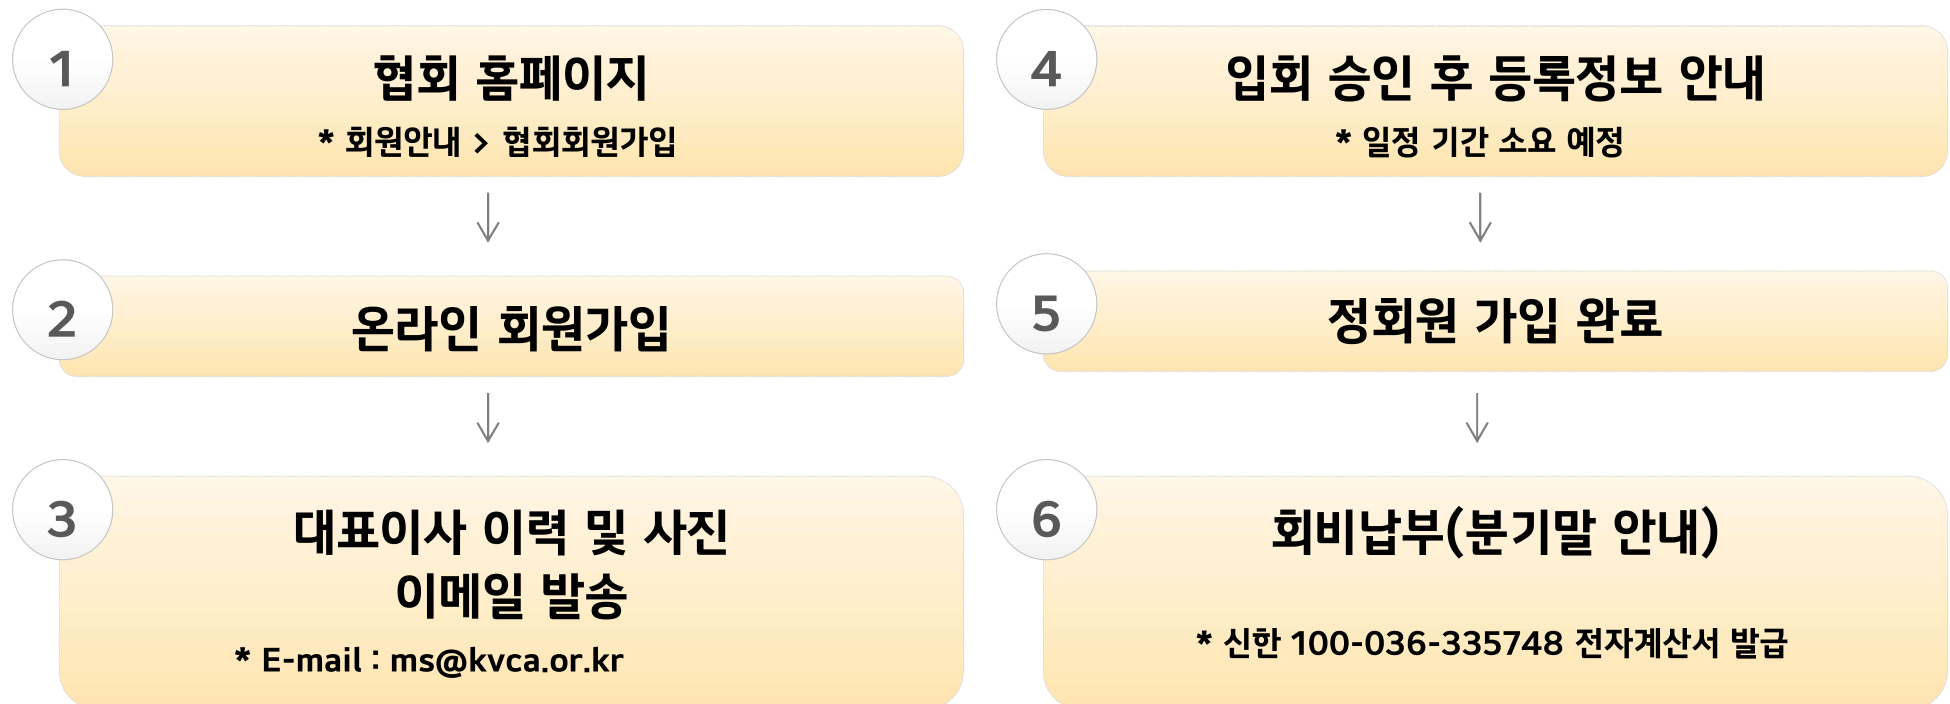 1
협회 홈페이지
* 회원안내 > 협회회원가입
2
온라인 회원가입
3
대표이사 이력 및 사진
이메일 발송
* E-mail : ms@kvca.or.kr
4
입회 승인 후 등록정보 안내
* 일정 기간 소요 예정
5
정회원 가입 완료
6
회비납부(분기말 안내)
* 신한 100-036-335748 전자계산서 발급